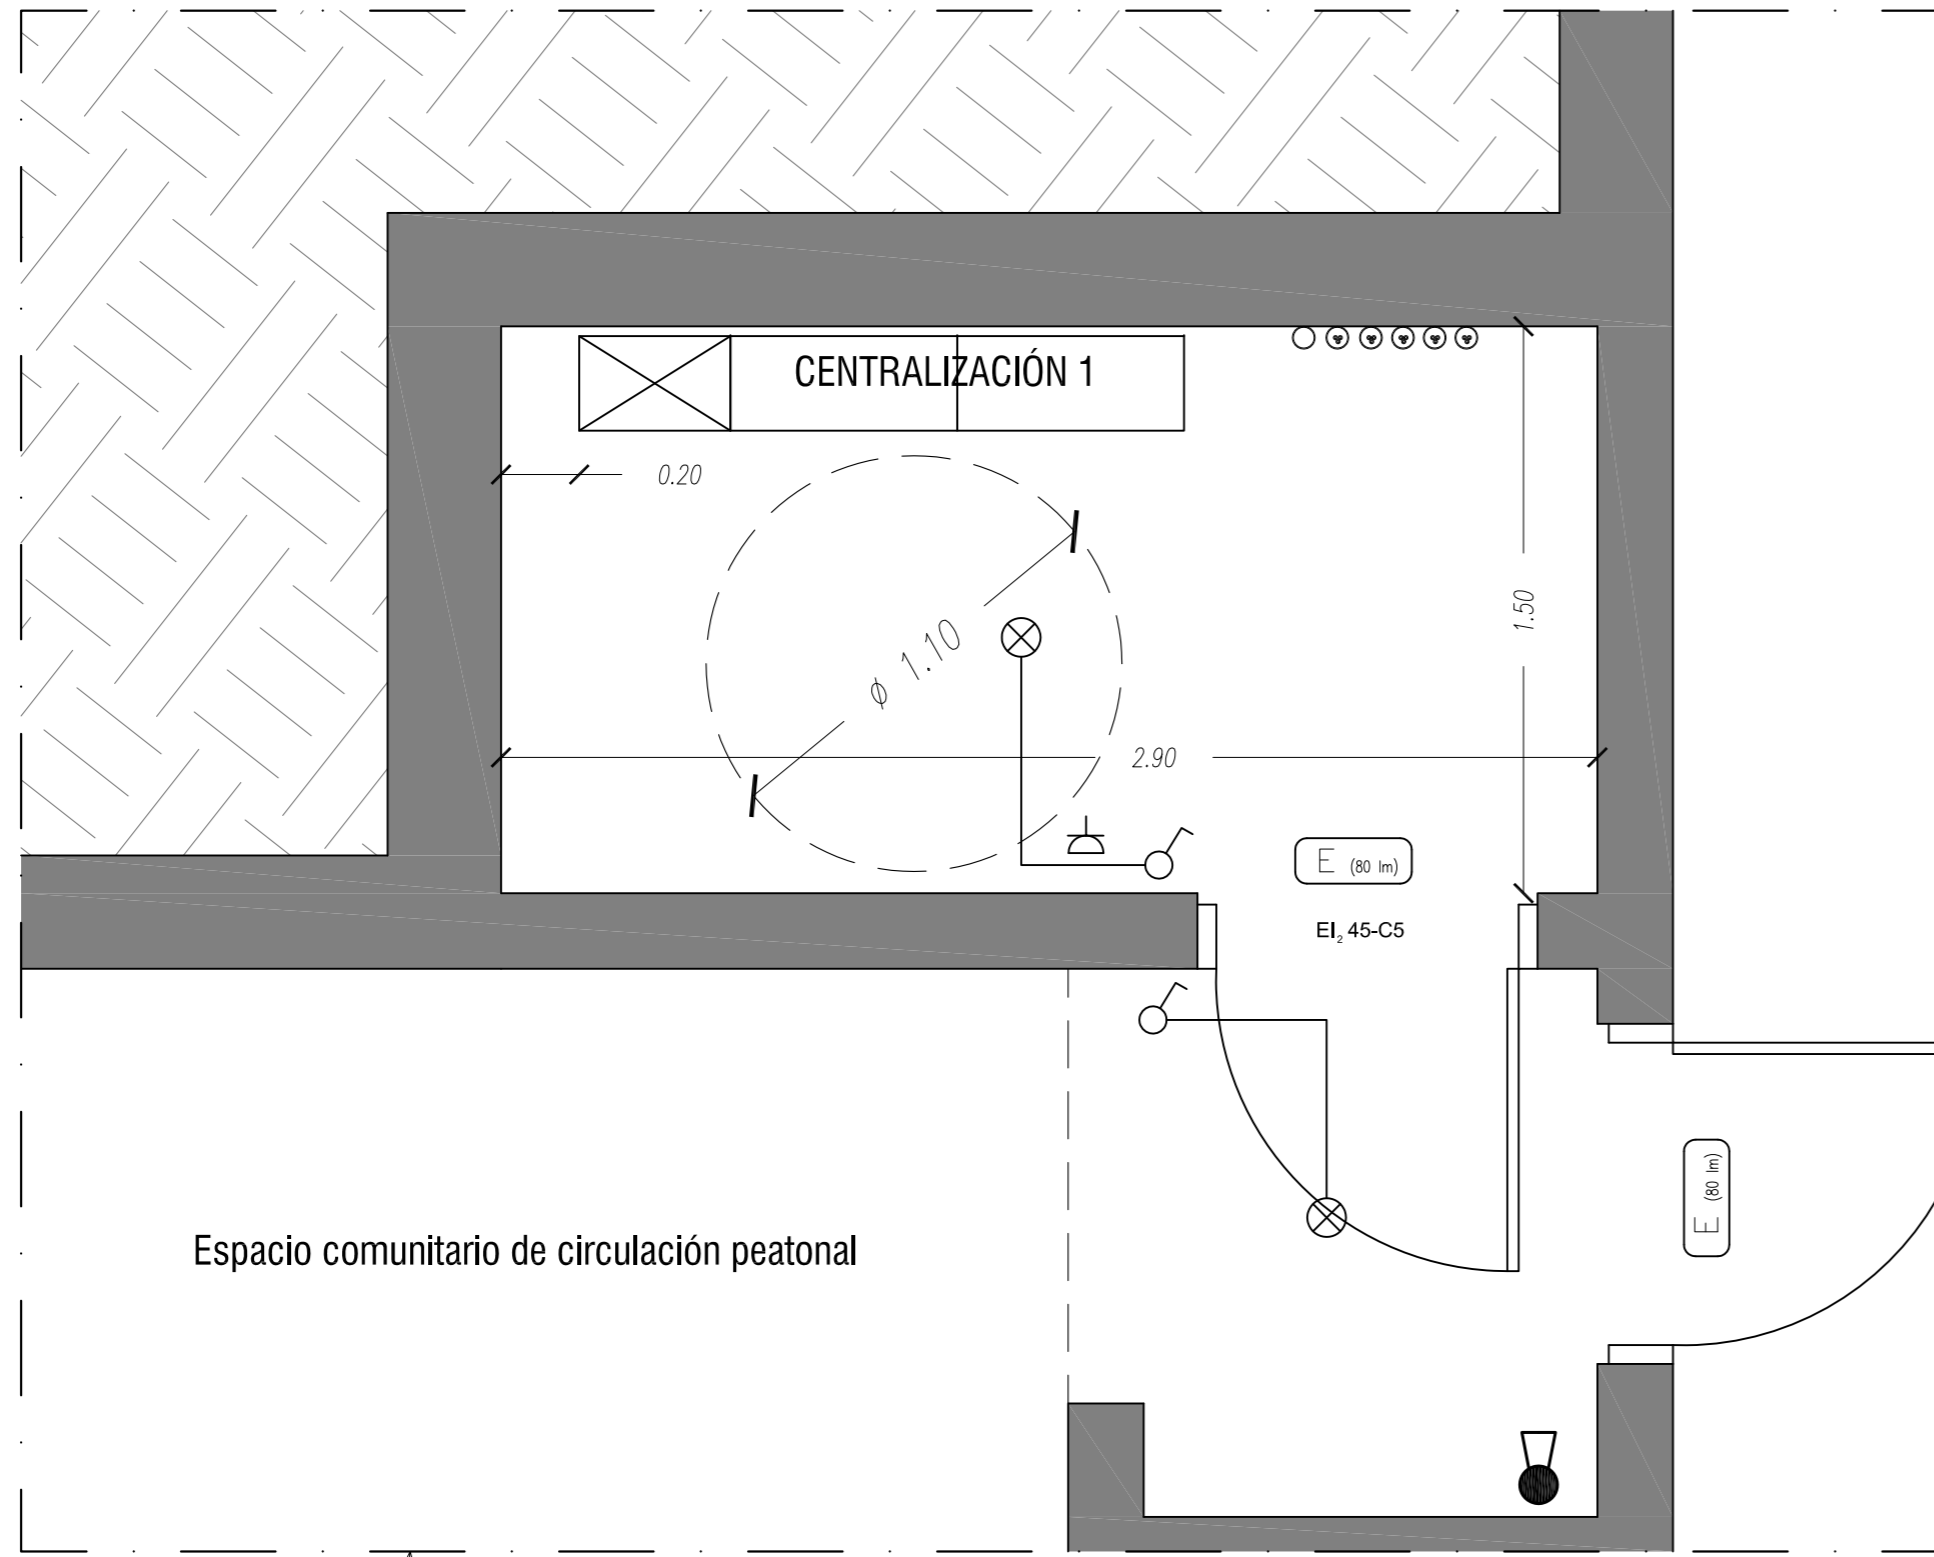 CENTRALIZACIÓN 1
0.20
1.50
ϕ 1.10
2.90
E (80 lm)
EI₂ 45-C5
E (80 lm)
Espacio comunitario de circulación peatonal